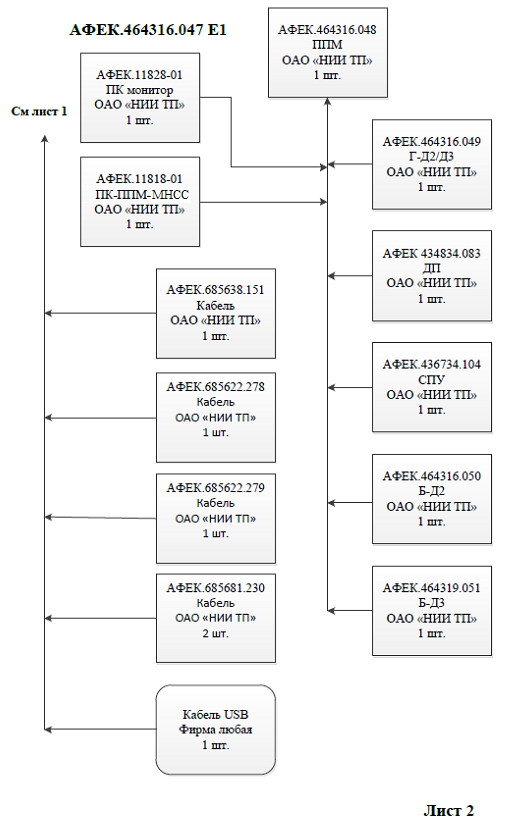 АФЕК.464316.047 Е1
АФЕК.464316.048
ППМ
ОАО «НИИ ТП»
1 шт.
АФЕК.11828-01
ПК монитор
ОАО «НИИ ТП»
1 шт.
См лист 1
АФЕК.11818-01
ПК-ППМ-МНСС
ОАО «НИИ ТП»
1 шт.
АФЕК.464316.049
Г-Д2/Д3
ОАО «НИИ ТП»
1 шт.
АФЕК 434834.083
ДП
ОАО «НИИ ТП»
1 шт.
АФЕК.685638.151
Кабель
ОАО «НИИ ТП»
1 шт.
АФЕК.436734.104
СПУ
ОАО «НИИ ТП»
1 шт.
АФЕК.685622.278
Кабель
ОАО «НИИ ТП»
1 шт.
АФЕК.464316.050
Б-Д2
ОАО «НИИ ТП»
1 шт.
АФЕК.685622.279
Кабель
ОАО «НИИ ТП»
1 шт.
АФЕК.464319.051
Б-Д3
ОАО «НИИ ТП»
1 шт.
АФЕК.685681.230
Кабель
ОАО «НИИ ТП»
2 шт.
Кабель USB
Фирма любая
1 шт.
Лист 2